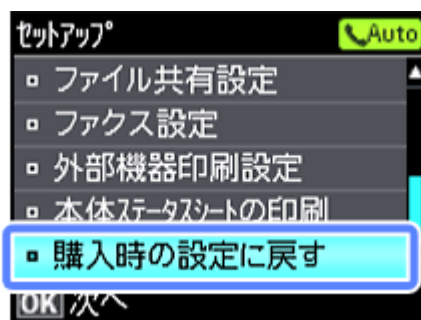 ｾｯﾄｱｯﾌﾟ
Auto
ファイル共有設定
ファクス設定
外部機器印刷設定
本体ｽﾃｰﾀｽｼｰﾄの印刷
購入時の設定に戻す
OK 次へ